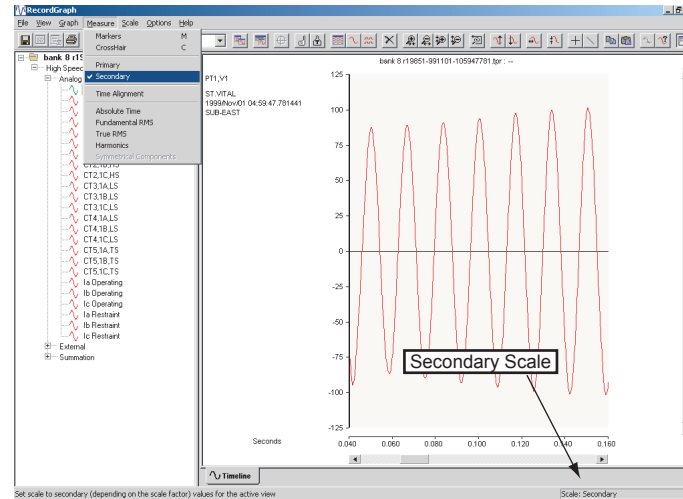 RecordGraph
File View Graph Measure Scale Options Help
Markers M
CrossHair C
Primary
Secondary
Time Alignment
Absolute Time
Fundamental RMS
True RMS
Harmonics
Symmetrical Components
bank 8 r19
High Speed
Analog
CT2,1B,HS
CT2,1C,HS
CT3,1A,LS
CT3,1B,LS
CT3,1C,LS
CT4,1A,LS
CT4,1B,LS
CT4,1C,LS
CT5,1A,TS
CT5,1B,TS
CT5,1C,TS
Ia Operating
Ib Operating
Ic Operating
Ia Restraint
Ib Restraint
Ic Restraint
External
Summation
bank 8 r19851-991101-105947781.tpr : --
PT1,V1
ST.VITAL
1999/Nov/01 04:59:47.781441
SUB-EAST
125
100
75
50
25
0
-25
-50
-75
-100
-125
Secondary Scale
Seconds
0.040 0.060 0.080 0.100 0.120 0.140 0.160
Timeline
Set scale to secondary (depending on the scale factor) values for the active view
Scale: Secondary